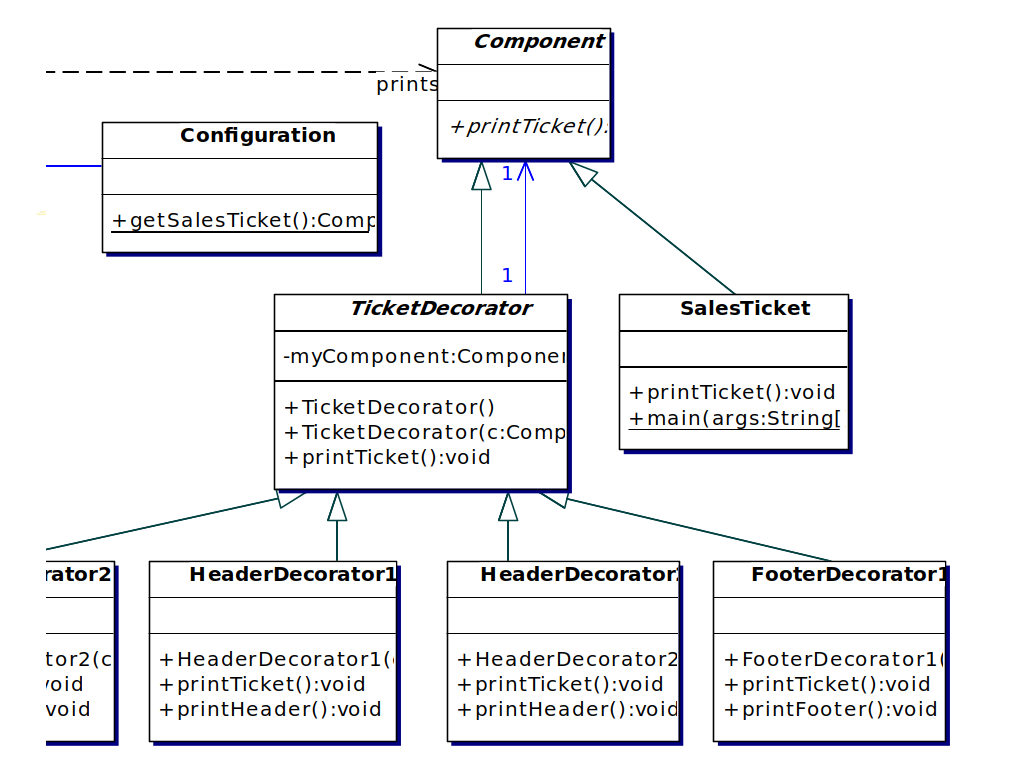 Component
prints
+printTicket():
Configuration
+getSalesTicket():Comp
1
1
TicketDecorator
-myComponent:Componen
+TicketDecorator()
+TicketDecorator(c:Comp
+printTicket():void
SalesTicket
+printTicket():void
+main(args:String[
rator2
tor2(c
void
void
HeaderDecorator1
+HeaderDecorator1(
+printTicket():void
+printHeader():void
HeaderDecorator
+HeaderDecorator2
+printTicket():void
+printHeader():void
FooterDecorator1
+FooterDecorator1(
+printTicket():void
+printFooter():void